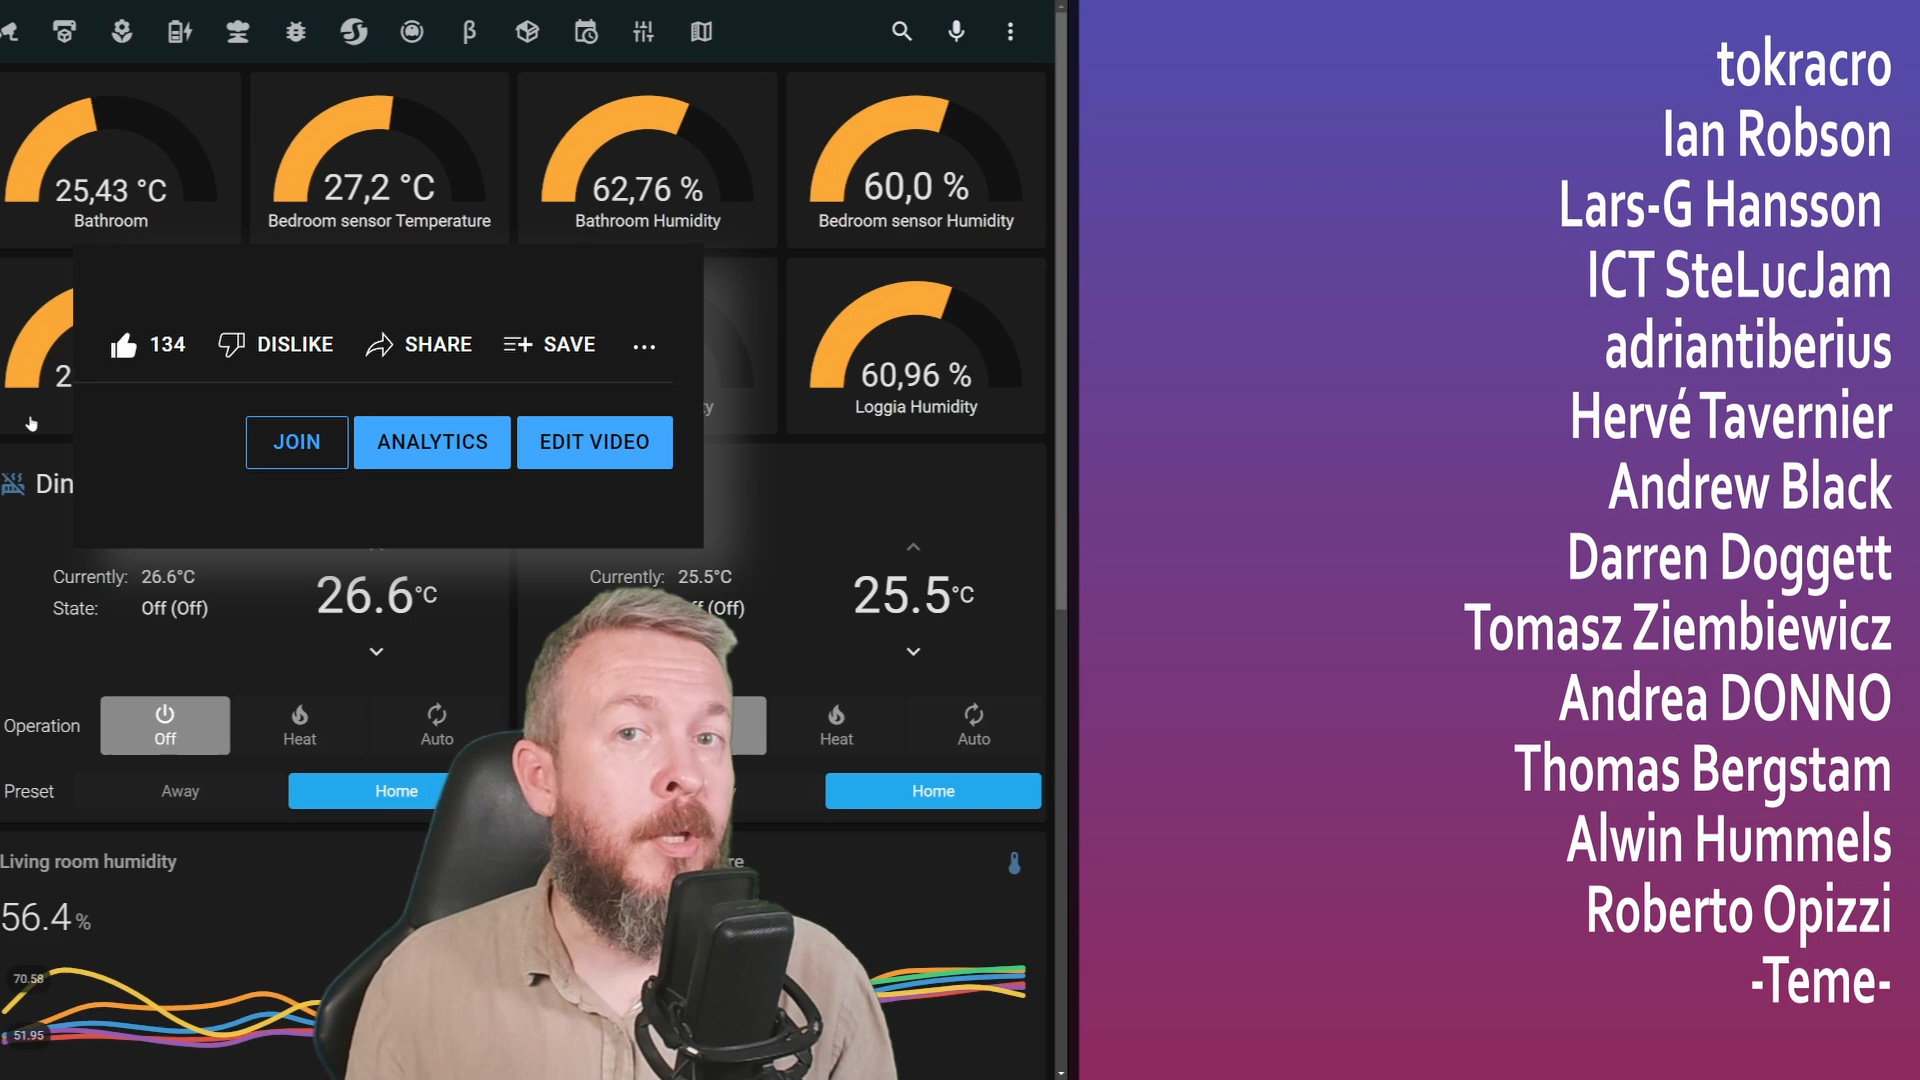 β
25,43 °C
Bathroom
27,2 °C
Bedroom sensor Temperature
62,76 %
Bathroom Humidity
60,0 %
Bedroom sensor Humidity
2
134 DISLIKE SHARE SAVE ...
JOIN ANALYTICS EDIT VIDEO
60,96 %
Loggia Humidity
Din
Currently: 26.6°C
State: Off (Off)
26.6°C
Currently: 25.5°C
(Off)
25.5°C
Operation Off Heat Auto
Heat Auto
Preset Away Home
Home
Living room humidity
56.4 %
70.58
51.95
tokracro
Ian Robson
Lars-G Hansson
ICT SteLucJam
adriantiberius
Hervé Tavernier
Andrew Black
Darren Doggett
Tomasz Ziembiewicz
Andrea DONNO
Thomas Bergstam
Alwin Hummels
Roberto Opizzi
-Teme-